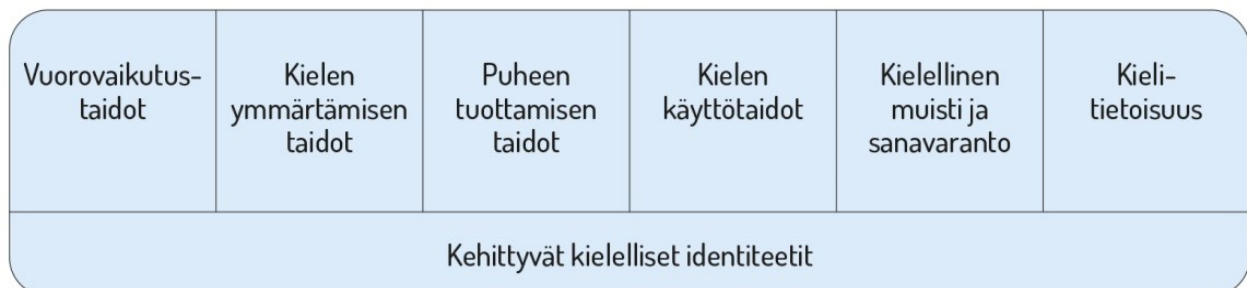 Vuorovaikutus-
taidot
Kielen
ymmärtämisen
taidot
Puheen
tuottamisen
taidot
Kielen
käyttötaidot
Kielellinen
muisti ja
sanavaranto
Kieli-
tietoisuus
Kehittyvät kielelliset identiteetit